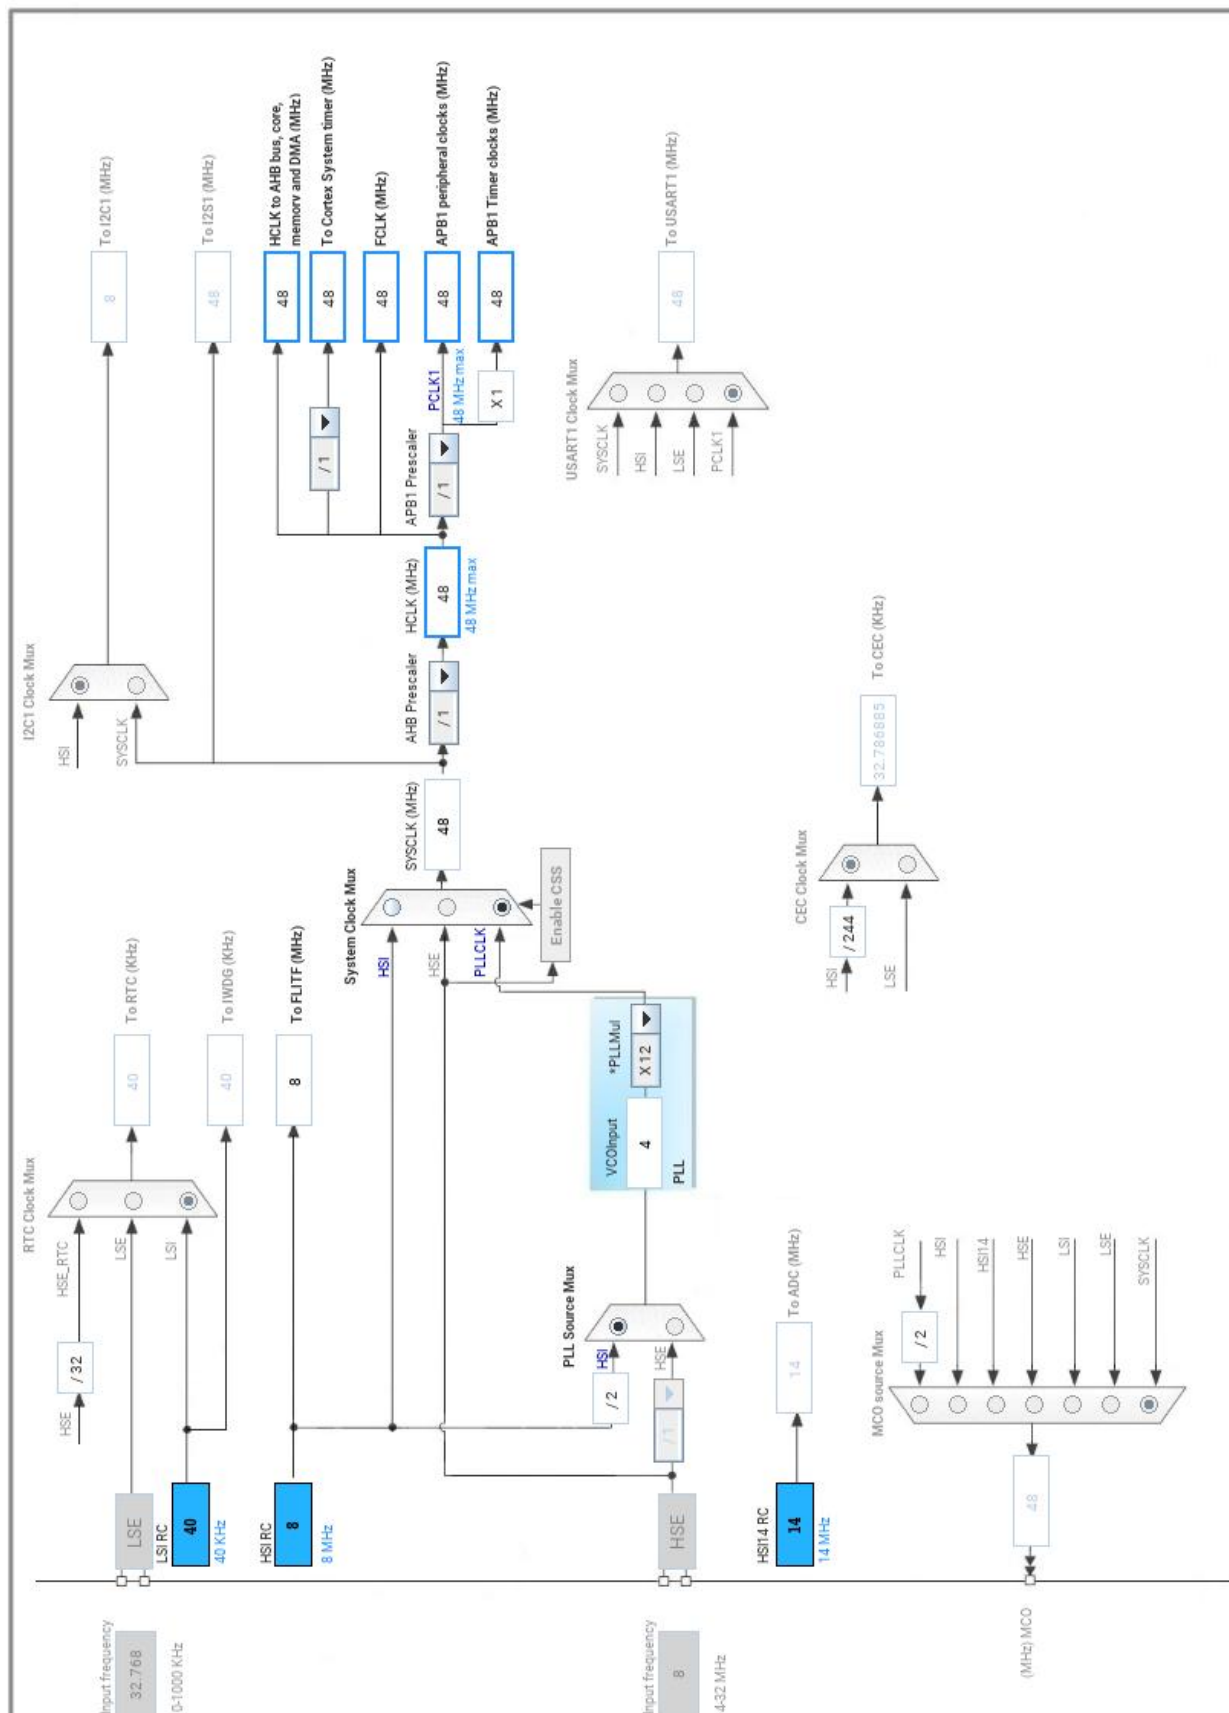 Input frequency
32.768
0-1000 KHz
LSE
LSI RC
40
40 KHz
HSE
/ 32
HSE_RTC
LSE
LSI
RTC Clock Mux
40
To RTC (KHz)
40
To IWDG (KHz)
HSI RC
8
8 MHz
8
To FLITF (MHz)
I2C1 Clock Mux
HSI
SYSCLK
8
To I2C1 (MHz)
48
To I2S1 (MHz)
System Clock Mux
HSI
HSE
PLLCLK
Enable CSS
SYSCLK (MHz)
48
AHB Prescaler
/ 1
HCLK (MHz)
48
48 MHz max
APB1 Prescaler
/ 1
PCLK1
48 MHz max
X 1
/ 1
48
HCLK to AHB bus, core,
memory and DMA (MHz)
48
To Cortex System timer (MHz)
48
FCLK (MHz)
48
APB1 peripheral clocks (MHz)
48
APB1 Timer clocks (MHz)
Input frequency
8
4-32 MHz
HSE
/ 2
/ 1
PLL Source Mux
HSI
HSE
VCOInput
4
*PLLMul
X 12
PLL
USART1 Clock Mux
SYSCLK
HSI
LSE
PCLK1
48
To USART1 (MHz)
HSI14 RC
14
14 MHz
14
To ADC (MHz)
CEC Clock Mux
HSI
/ 244
LSE
32.786885
To CEC (KHz)
(MHz) MCO
48
MCO source Mux
/ 2
PLLCLK
HSI
HSI14
HSE
LSI
LSE
SYSCLK